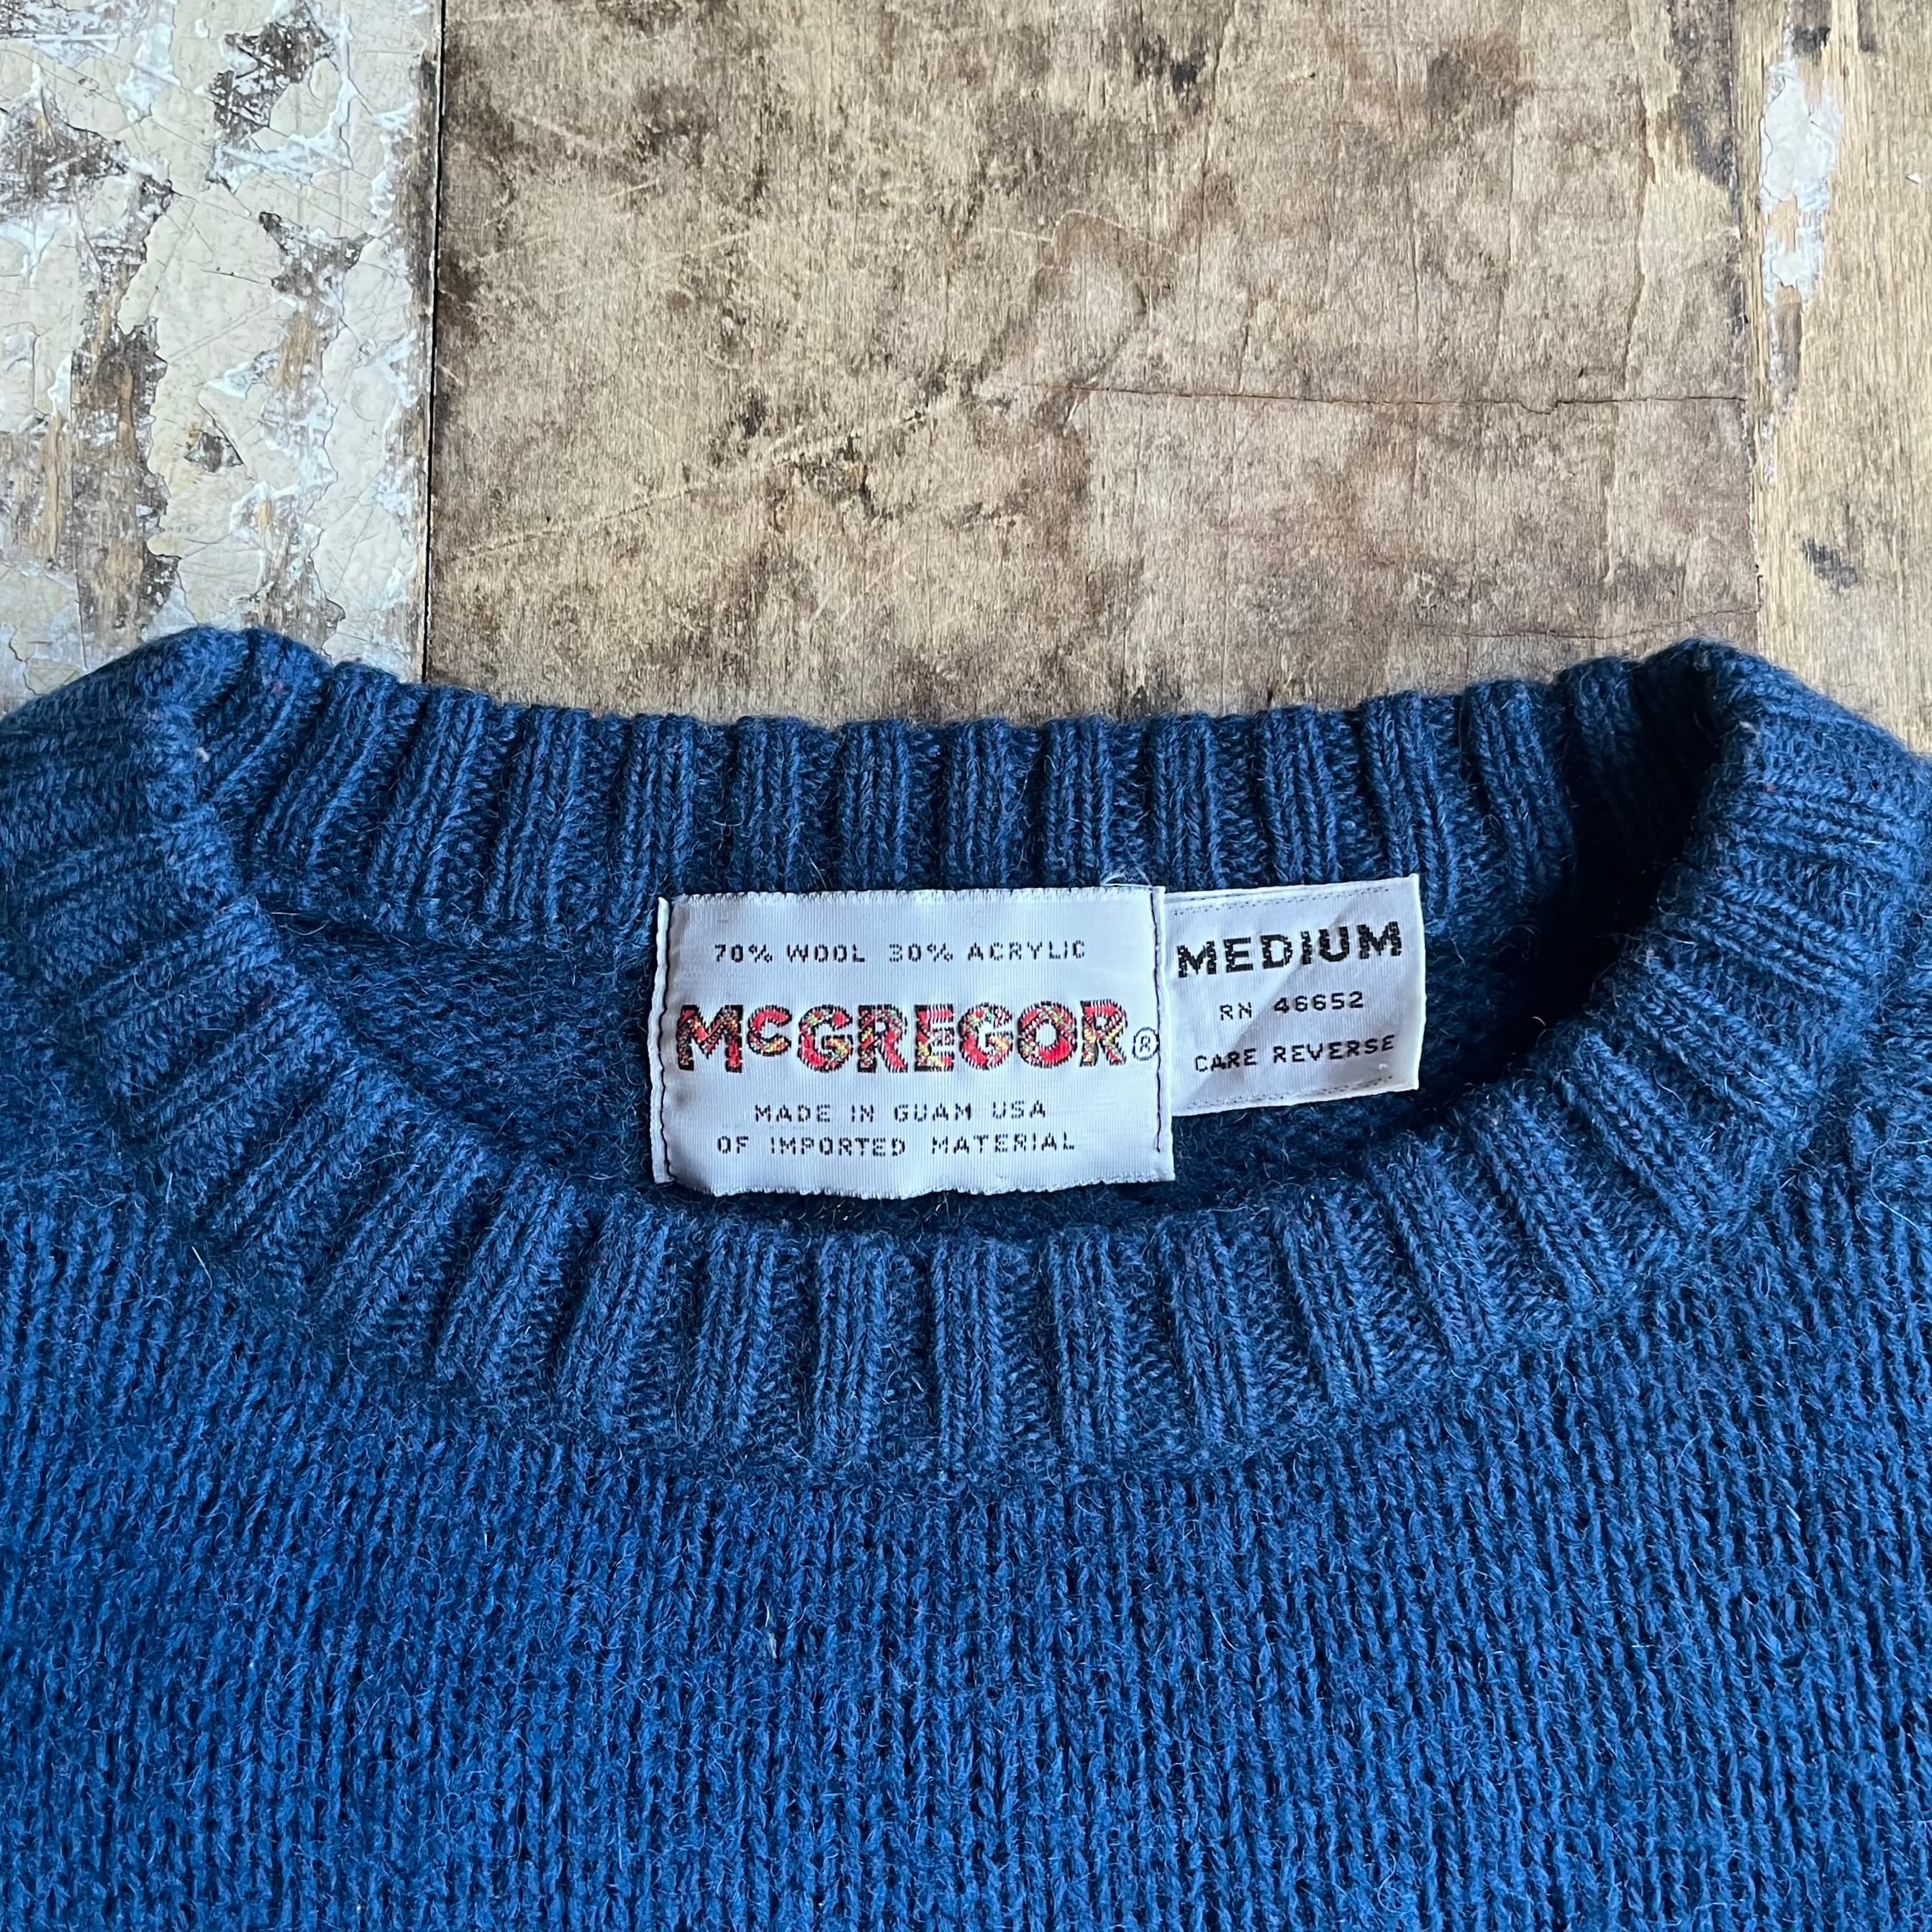 70% WOOL 30% ACRYLIC
McGREGOR®
MADE IN GUAM USA
OF IMPORTED MATERIAL
MEDIUM
RN 46652
CARE REVERSE